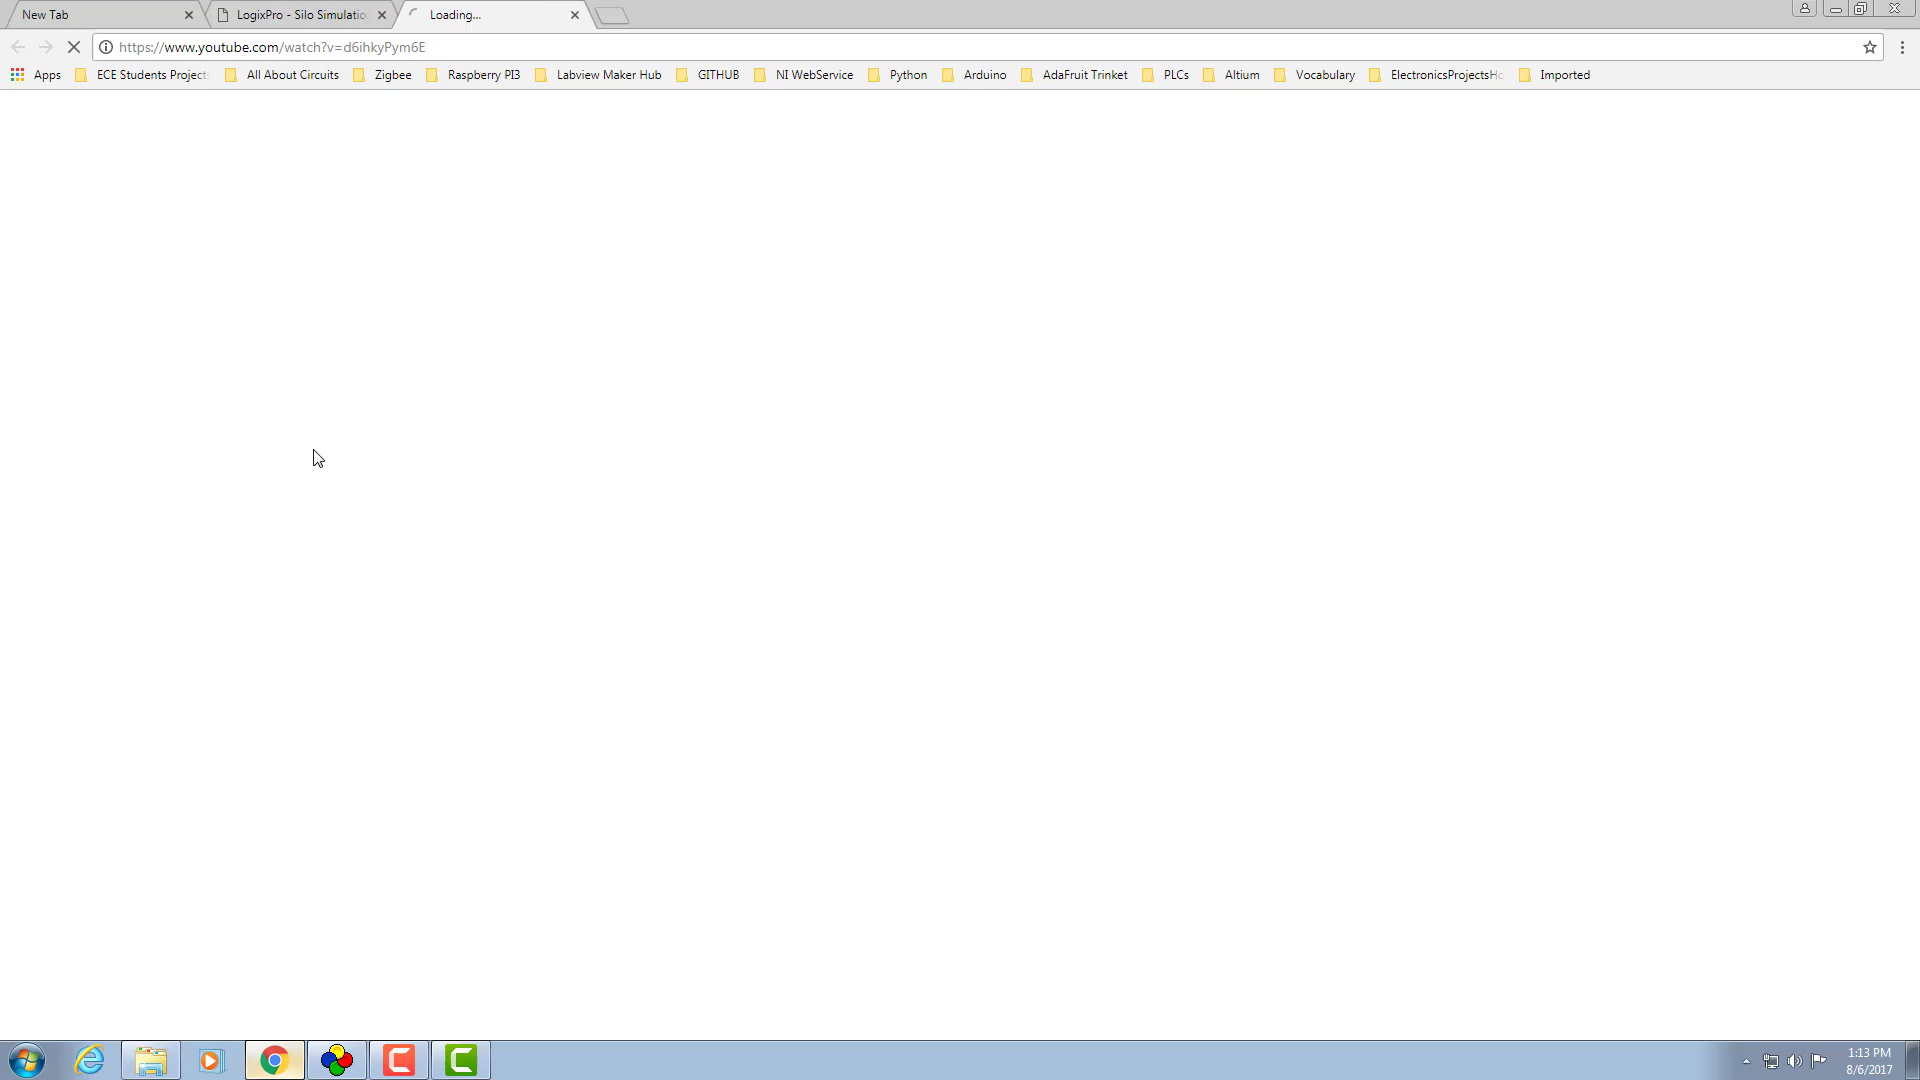 New Tab
LogixPro - Silo Simulatio
Loading...
https://www.youtube.com/watch?v=d6ihkyPym6E
Apps ECE Students Project All About Circuits Zigbee Raspberry PI3 Labview Maker Hub GITHUB NI WebService Python Arduino AdaFruit Trinket PLCs Altium Vocabulary ElectronicsProjectsHo Imported
1:13 PM
8/6/2017